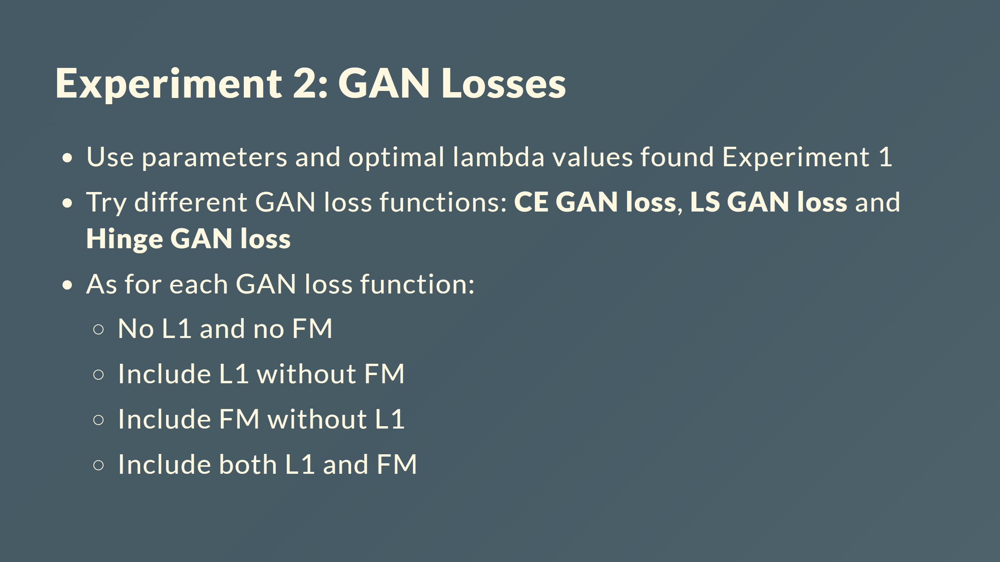 Experiment 2: GAN Losses
• Use parameters and optimal lambda values found Experiment 1
• Try different GAN loss functions: CE GAN loss, LS GAN loss and
Hinge GAN loss
• As for each GAN loss function:
○ No L1 and no FM
○ Include L1 without FM
○ Include FM without L1
○ Include both L1 and FM